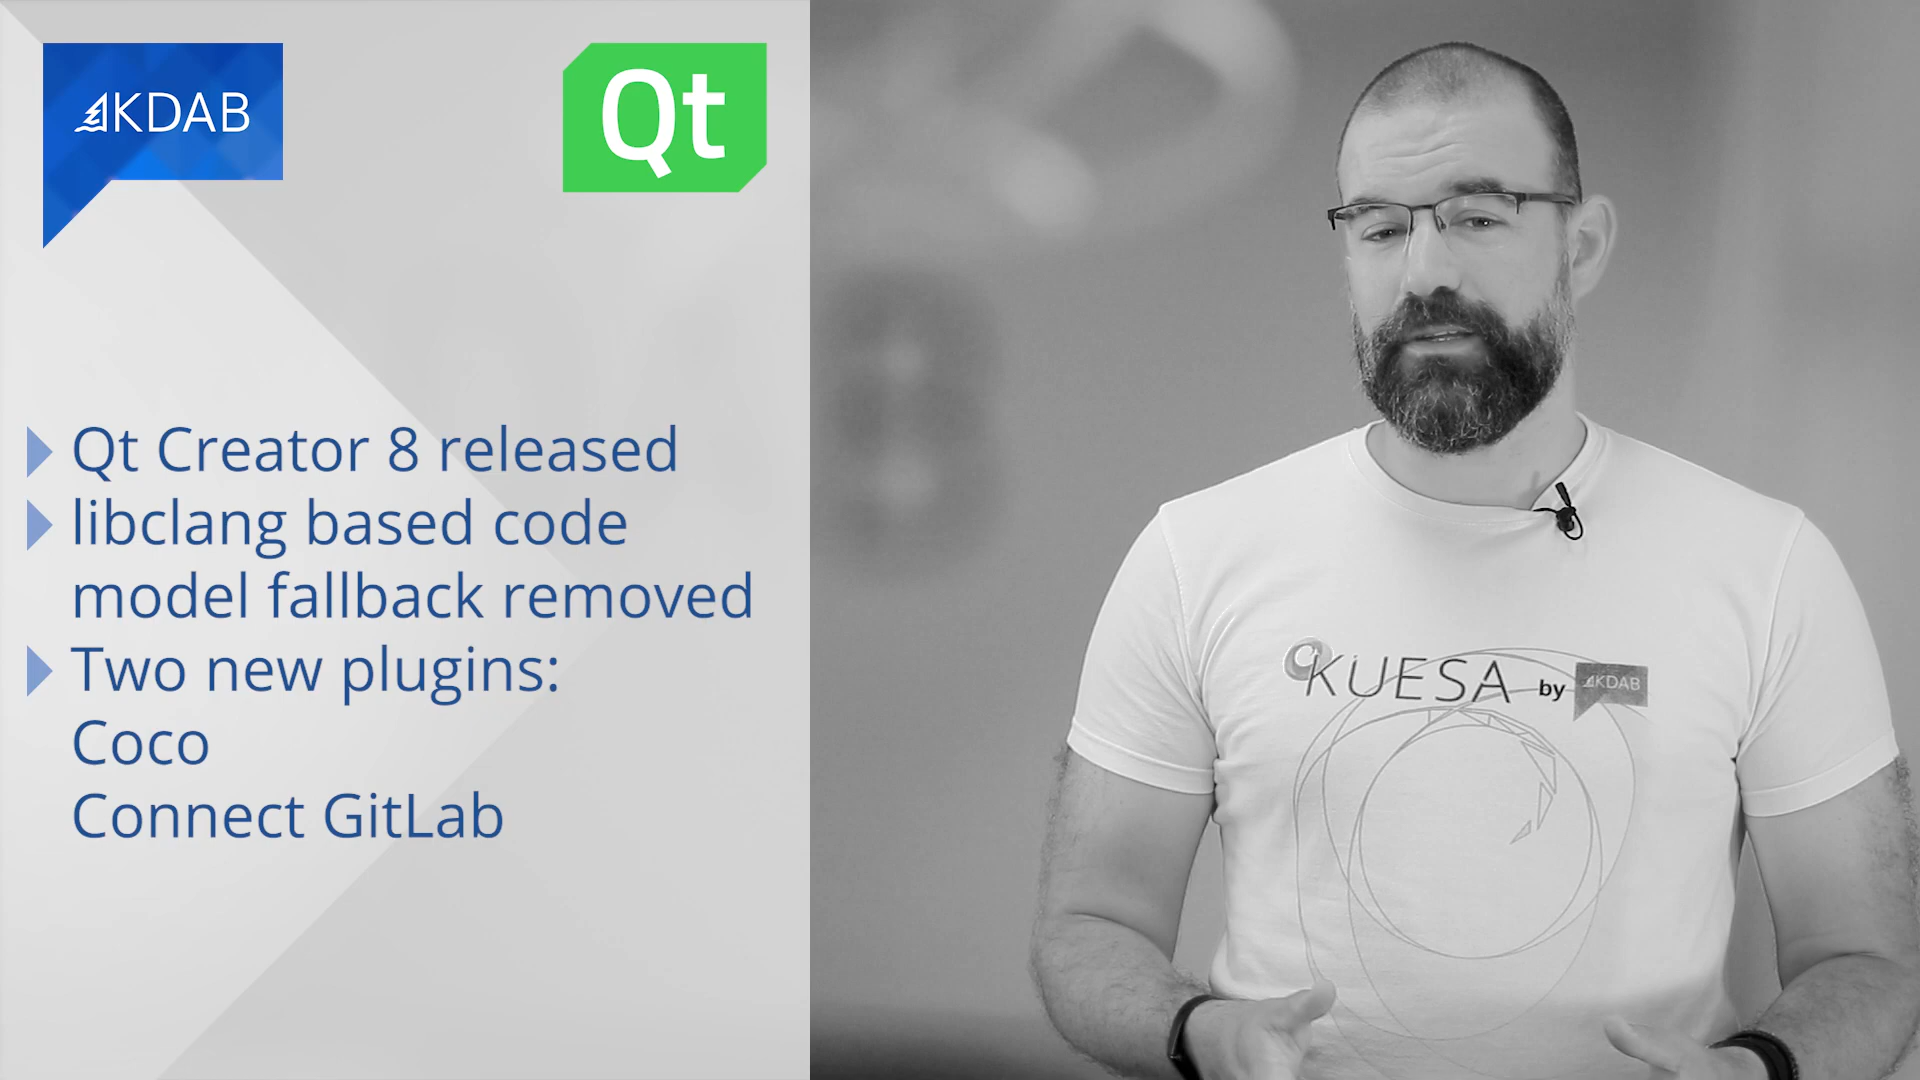 KDAB
Qt
Qt Creator 8 released
libclang based code
model fallback removed
Two new plugins:
Coco
Connect GitLab
KUESA by KDAB